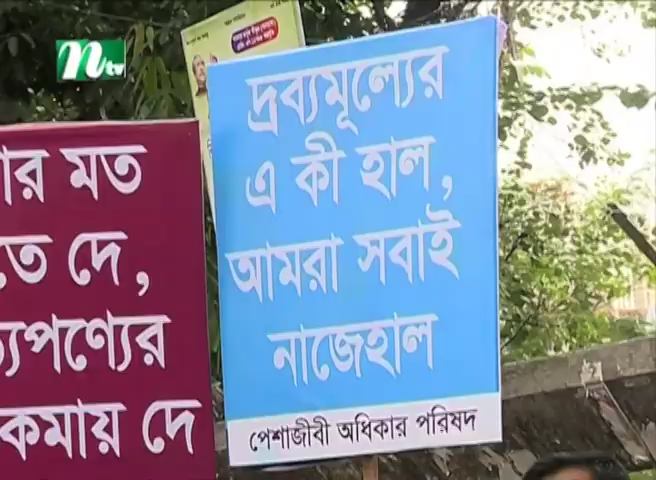 ntv
দ্রব্যমূল্যের
এ কী হাল,
আমরা সবাই
নাজেহাল
পেশাজীবী অধিকার পরিষদ
ার মত
তে দে,
্যপণ্যের
কমায় দে